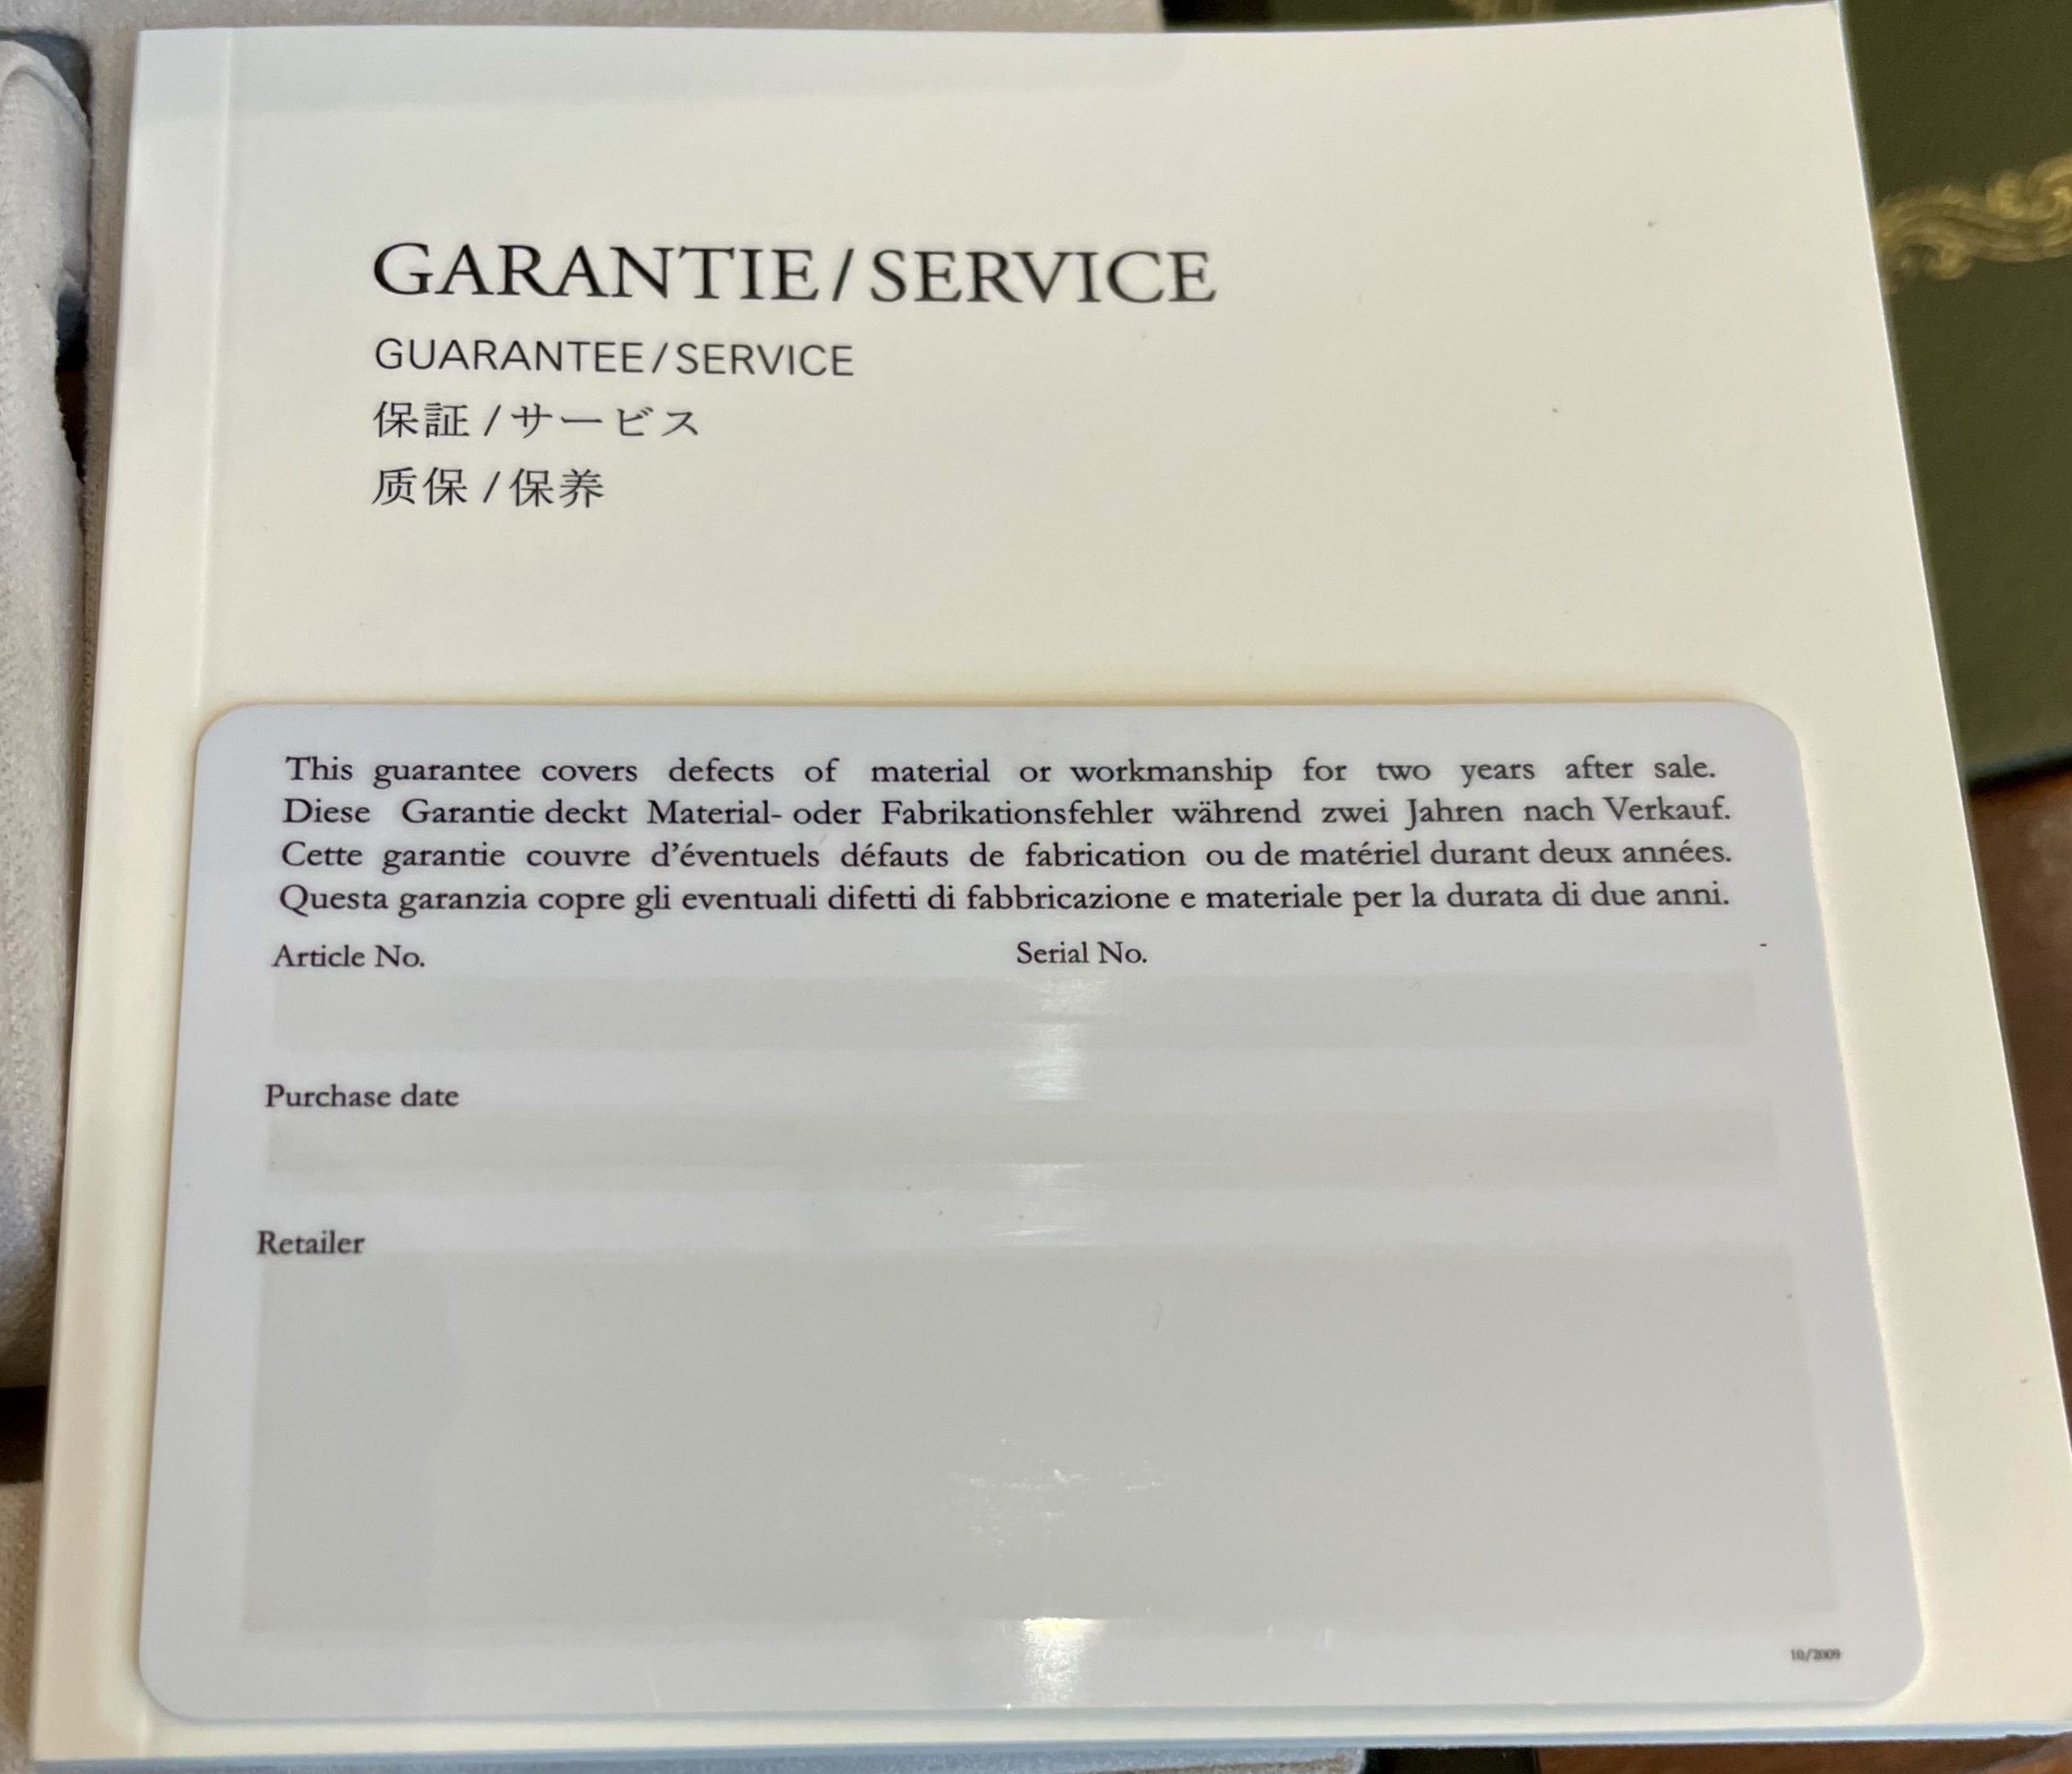 GARANTIE/SERVICE
GUARANTEE/SERVICE
保証/サービス
质保/保养
This guarantee covers defects of material or workmanship for two years after sale.
Diese Garantie deckt Material- oder Fabrikationsfehler während zwei Jahren nach Verkauf.
Cette garantie couvre d'éventuels défauts de fabrication ou de matériel durant deux années.
Questa garanzia copre gli eventuali difetti di fabbricazione e materiale per la durata di due anni.
Article No. Serial No. -
Purchase date
Retailer
10/2009